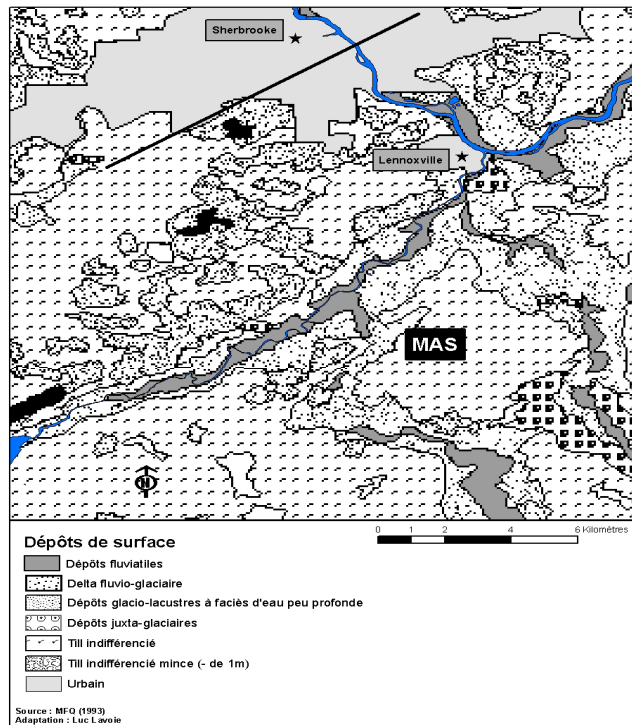 Sherbrooke
Lennoxville
MAS
N
0 1 2 4 6 Kilomètres
Dépôts de surface
Dépôts fluviatiles
Delta fluvio-glaciaire
Dépôts glacio-lacustres à faciès d'eau peu profonde
Dépôts juxta-glaciaires
Till indifférencié
Till indifférencié mince (- de 1m)
Urbain
Source : MFQ (1993)
Adaptation : Luc Lavoie